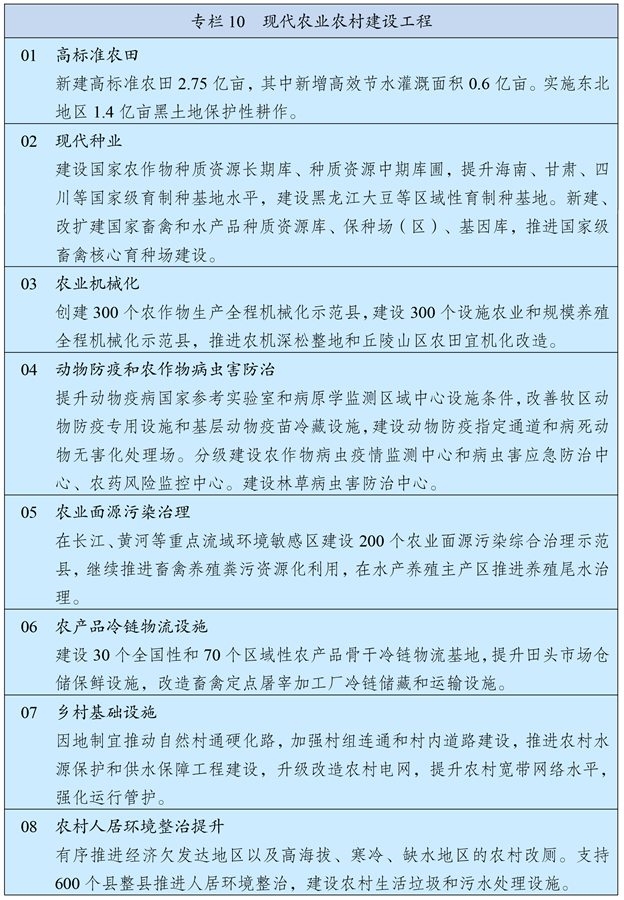 专栏 10 现代农业农村建设工程
01 高标准农田
新建高标准农田 2.75 亿亩，其中新增高效节水灌溉面积 0.6 亿亩。实施东北
地区 1.4 亿亩黑土地保护性耕作。
02 现代种业
建设国家农作物种质资源长期库、种质资源中期库圃，提升海南、甘肃、四
川等国家级育制种基地水平，建设黑龙江大豆等区域性育制种基地。新建、
改扩建国家畜禽和水产品种质资源库、保种场（区）、基因库，推进国家级
畜禽核心育种场建设。
03 农业机械化
创建 300 个农作物生产全程机械化示范县，建设 300 个设施农业和规模养殖
全程机械化示范县，推进农机深松整地和丘陵山区农田宜机化改造。
04 动物防疫和农作物病虫害防治
提升动物疫病国家参考实验室和病原学监测区域中心设施条件，改善牧区动
物防疫专用设施和基层动物疫苗冷藏设施，建设动物防疫指定通道和病死动
物无害化处理场。分级建设农作物病虫疫情监测中心和病虫害应急防治中
心、农药风险监控中心。建设林草病虫害防治中心。
05 农业面源污染治理
在长江、黄河等重点流域环境敏感区建设 200 个农业面源污染综合治理示范
县，继续推进畜禽养殖粪污资源化利用，在水产养殖主产区推进养殖尾水治
理。
06 农产品冷链物流设施
建设 30 个全国性和 70 个区域性农产品骨干冷链物流基地，提升田头市场仓
储保鲜设施，改造畜禽定点屠宰加工厂冷链储藏和运输设施。
07 乡村基础设施
因地制宜推动自然村通硬化路，加强村组连通和村内道路建设，推进农村水
源保护和供水保障工程建设，升级改造农村电网，提升农村宽带网络水平，
强化运行管护。
08 农村人居环境整治提升
有序推进经济欠发达地区以及高海拔、寒冷、缺水地区的农村改厕。支持
600 个县整县推进人居环境整治，建设农村生活垃圾和污水处理设施。